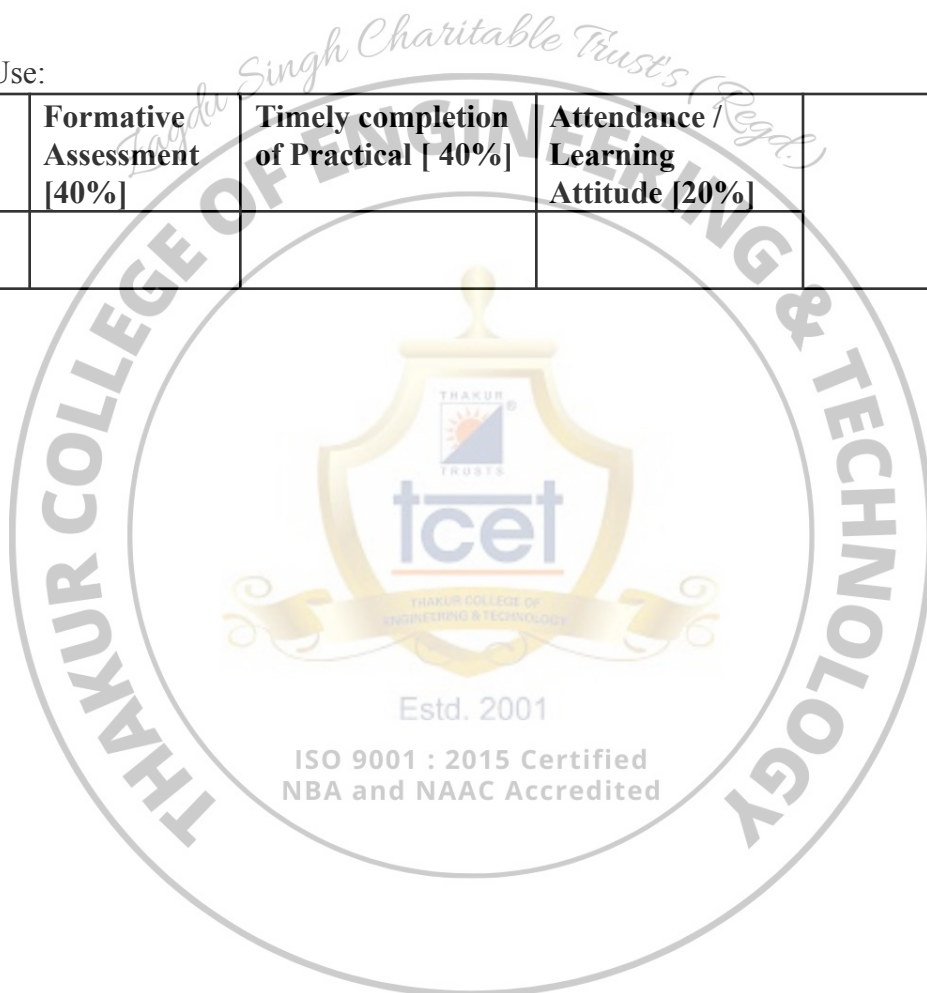 Zagdu Singh Charitable Trust's (Regd.)
Use:
Formative Assessment [40%]
Timely completion of Practical [ 40%]
Attendance / Learning Attitude [20%]
THAKUR COLLEGE OF ENGINEERING & TECHNOLOGY
THAKUR
®
TRUSTS
tcet
THAKUR COLLEGE OF
ENGINEERING & TECHNOLOGY
Estd. 2001
ISO 9001 : 2015 Certified
NBA and NAAC Accredited